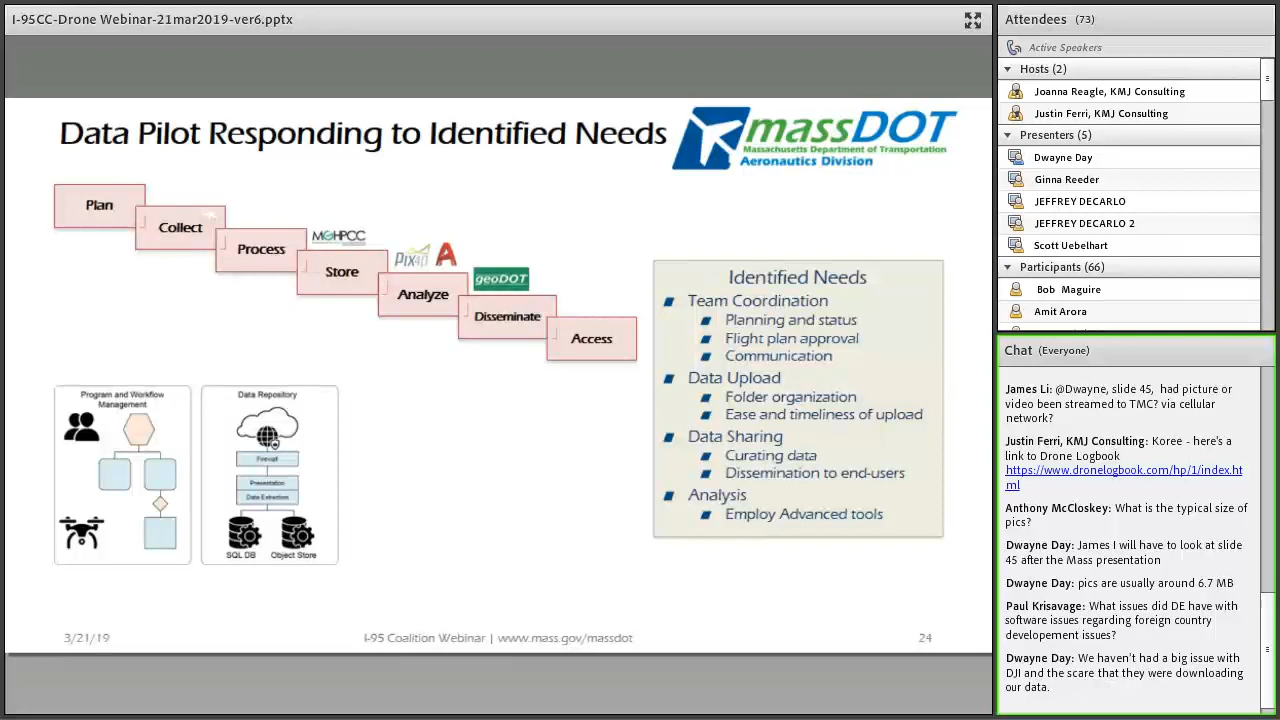 I-95CC-Drone Webinar-21mar2019-ver6.pptx
Data Pilot Responding to Identified Needs
massDOT
Massachusetts Department of Transportation
Aeronautics Division
Plan
Collect
Process
Store
Analyze
Disseminate
Access
MGHPCC
Pix4D
geoDOT
Program and Workflow
Management
Data Repository
Firewall
Presentation
Data Extraction
SQL DB
Object Store
Identified Needs
Team Coordination
Planning and status
Flight plan approval
Communication
Data Upload
Folder organization
Ease and timeliness of upload
Data Sharing
Curating data
Dissemination to end-users
Analysis
Employ Advanced tools
3/21/19
I-95 Coalition Webinar | www.mass.gov/massdot
24
Attendees (73)
Active Speakers
Hosts (2)
Joanna Reagle, KMJ Consulting
Justin Ferri, KMJ Consulting
Presenters (5)
Dwayne Day
Ginna Reeder
JEFFREY DECARLO
JEFFREY DECARLO 2
Scott Uebelhart
Participants (66)
Bob Maguire
Amit Arora
Chat (Everyone)
James Li: @Dwayne, slide 45, had picture or
video been streamed to TMC? via cellular
network?
Justin Ferri, KMJ Consulting: Koree - here's a
link to Drone Logbook
https://www.dronelogbook.com/hp/1/index.ht
ml
Anthony McCloskey: What is the typical size of
pics?
Dwayne Day: James I will have to look at slide
45 after the Mass presentation
Dwayne Day: pics are usually around 6.7 MB
Paul Krisavage: What issues did DE have with
software issues regarding foreign country
developement issues?
Dwayne Day: We haven't had a big issue with
DJI and the scare that they were downloading
our data.